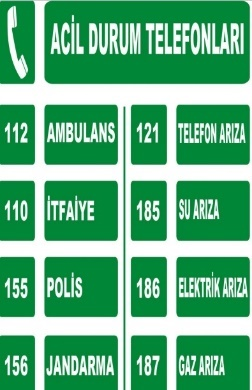 ACİL DURUM TELEFONLARI
112 AMBULANS
121 TELEFON ARIZA
110 İTFAİYE
185 SU ARIZA
155 POLİS
186 ELEKTRİK ARIZA
156 JANDARMA
187 GAZ ARIZA